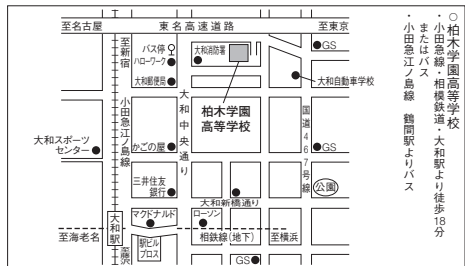 ○柏木学園高等学校
・小田急線・相模鉄道・大和駅より徒歩18分
またはバス
・小田急江ノ島線 鶴間駅よりバス
至名古屋
東名高速道路
至東京
至新宿
バス停
ハローワーク
大和郵便局
大和消防署
GS
大和自動車学校
柏木学園
高等学校
小田急江ノ島線
大和中央通り
国道467号線
大和スポーツ
センター
かごの屋
GS
三井住友
銀行
公園
大和新橋通り
マクドナルド
ローソン
大和駅
至海老名
相鉄線(地下)
至横浜
駅ビル
プロス
至藤沢
GS